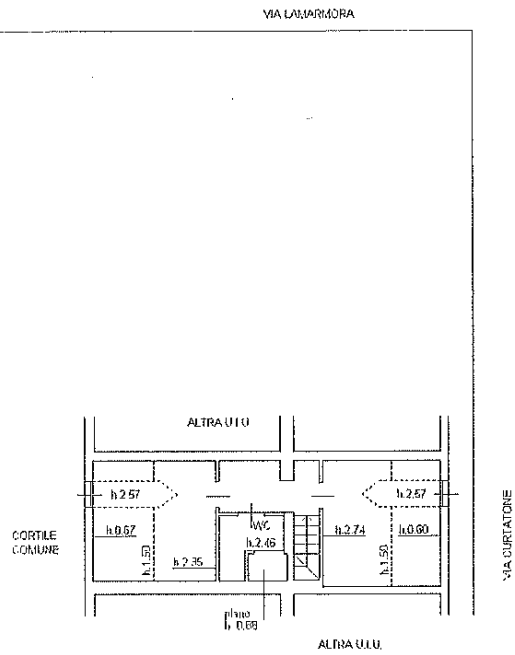 VIA LAMARMORA
ALTRA U.I.U.
h.2.57
h.2.57
CORTILE
COMUNE
h.0.67
h.1.50
h.2.35
WC
h.2.46
h.2.74
h.0.60
h.1.50
VIA CURTATONE
piano
h. 0.88
ALTRA U.I.U.